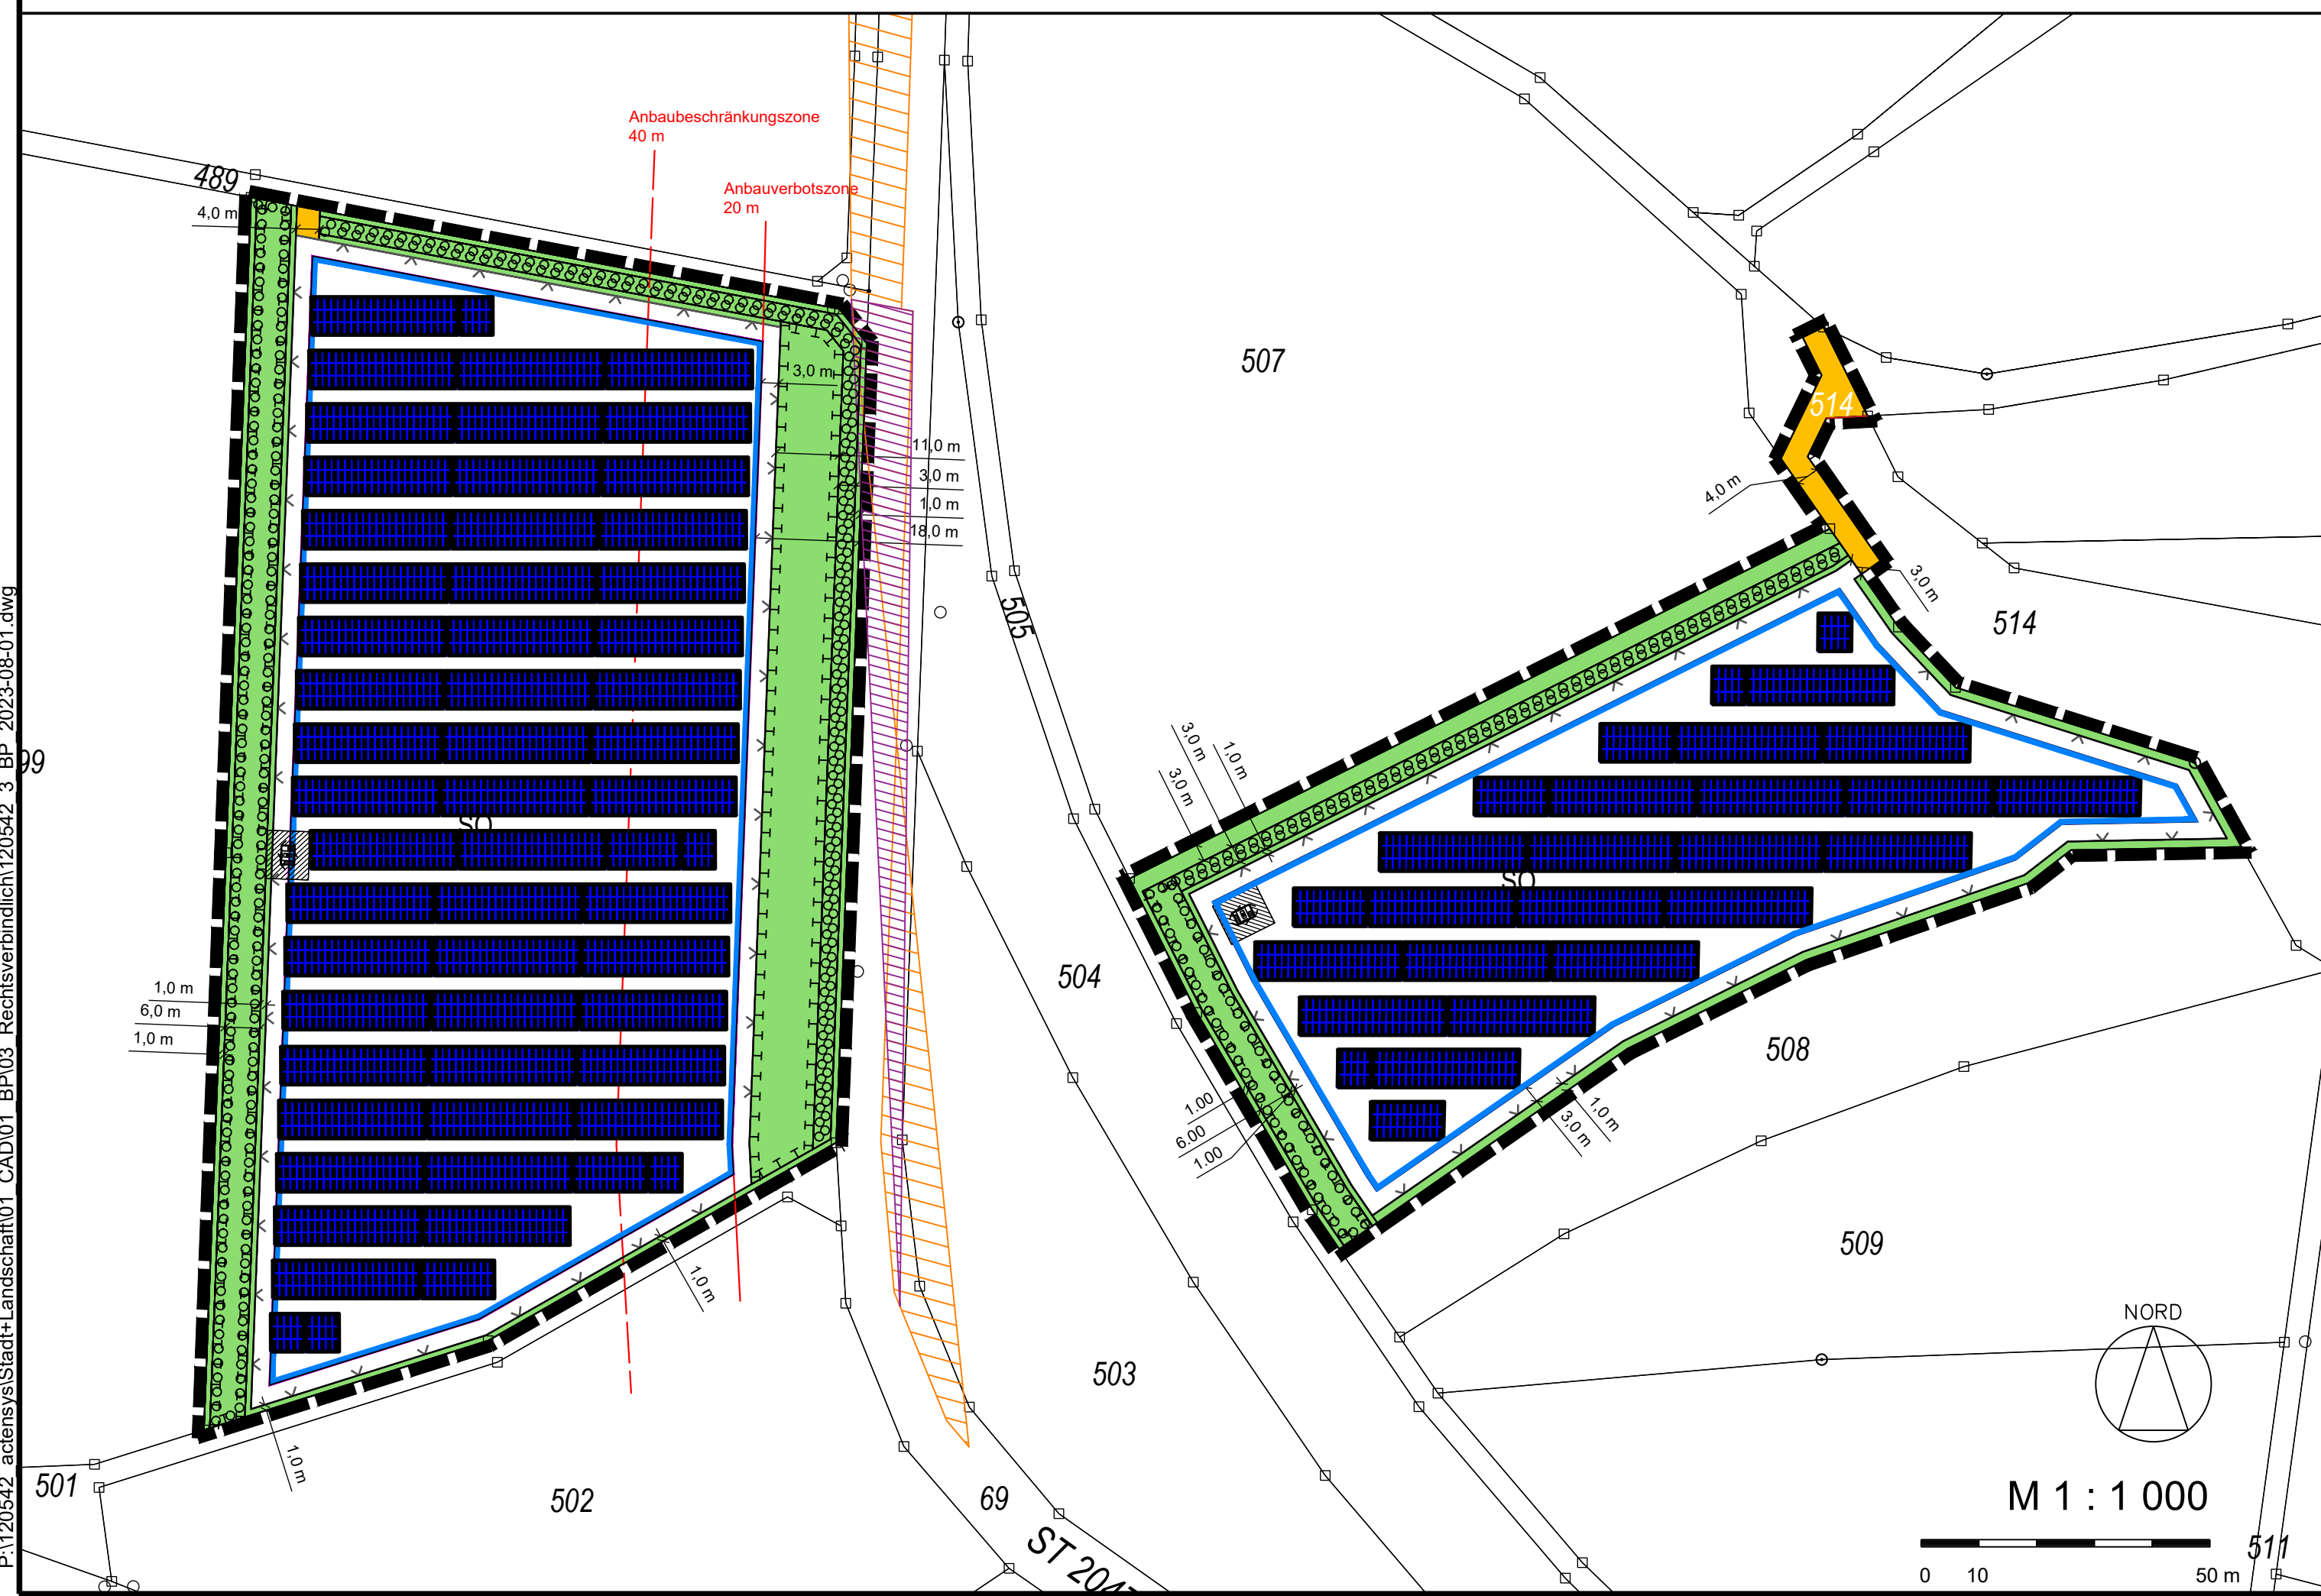 Anbaubeschränkungszone
40 m
489
Anbauverbotszone
20 m
4,0 m
507
3,0 m
514
11,0 m
3,0 m
4,0 m
1,0 m
18,0 m
3,0 m
505
514
99
3,0 m
1,0 m
3,0 m
SO
SO
504
1,0 m
6,0 m
1,0 m
508
1.00
6.00
1.00
1,0 m
3,0 m
509
1,0 m
NORD
503
1,0 m
501
502
69
M 1 : 1 000
ST 204
511
0 10 50 m
P:\120542_actensys\Stadt+Landschaft\01_CAD\01_BP\03_Rechtsverbindlich\120542_3_BP_2023-08-01.dwg